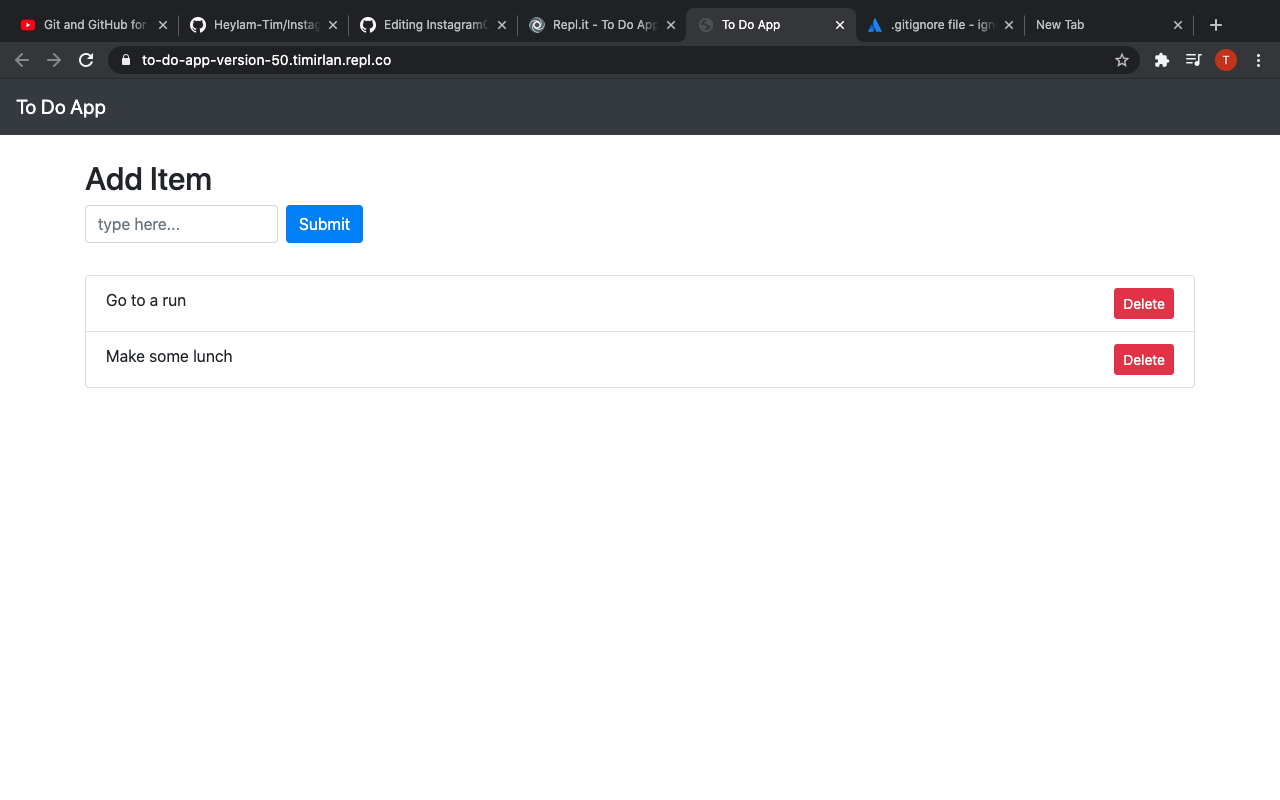 Git and GitHub for
Heylam-Tim/Instag
Editing Instagram
Repl.it - To Do App
To Do App
.gitignore file - ign
New Tab
to-do-app-version-50.timirlan.repl.co
T
To Do App
Add Item
type here...
Submit
Go to a run
Delete
Make some lunch
Delete